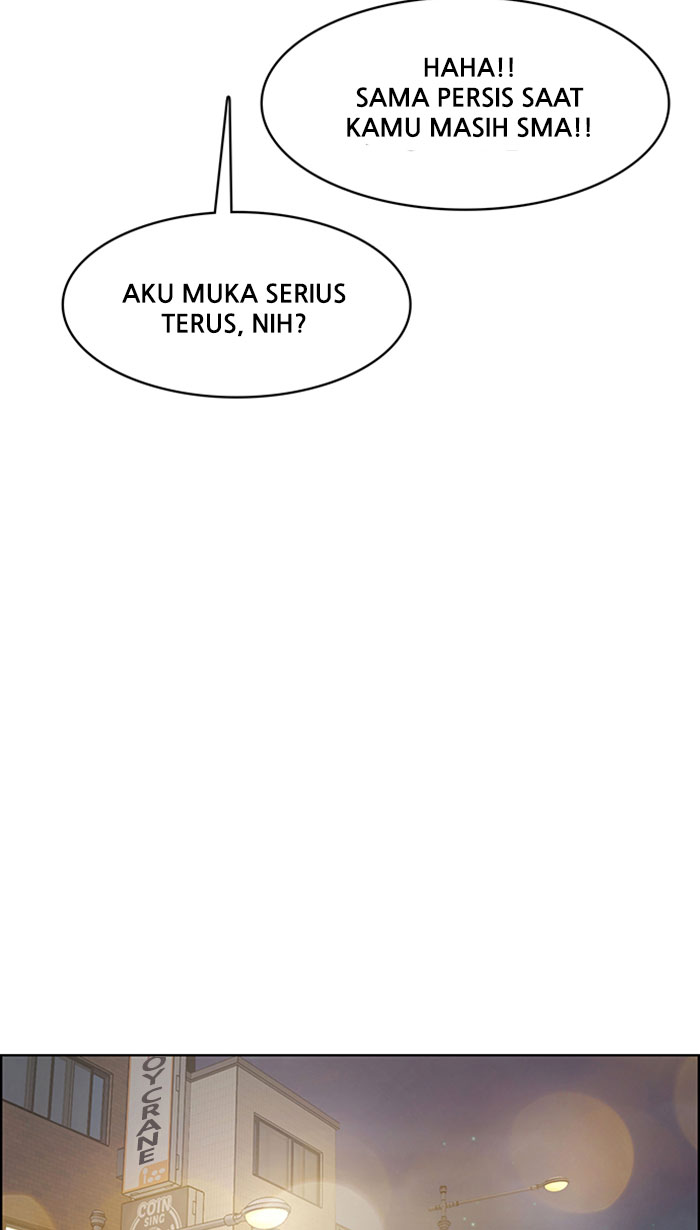 HAHA!!
SAMA PERSIS SAAT
KAMU MASIH SMA!!
AKU MUKA SERIUS
TERUS, NIH?
OYCRANE
COIN
SING